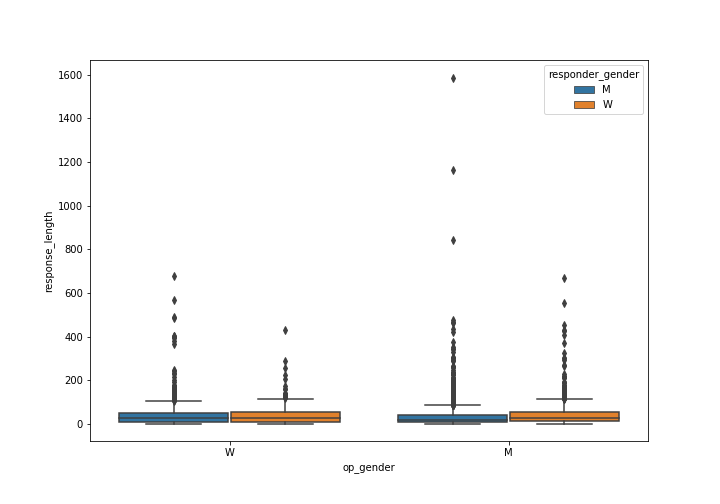 1600
1400
1200
1000
800
600
400
200
0
response_length
responder_gender
M
W
W
M
op_gender